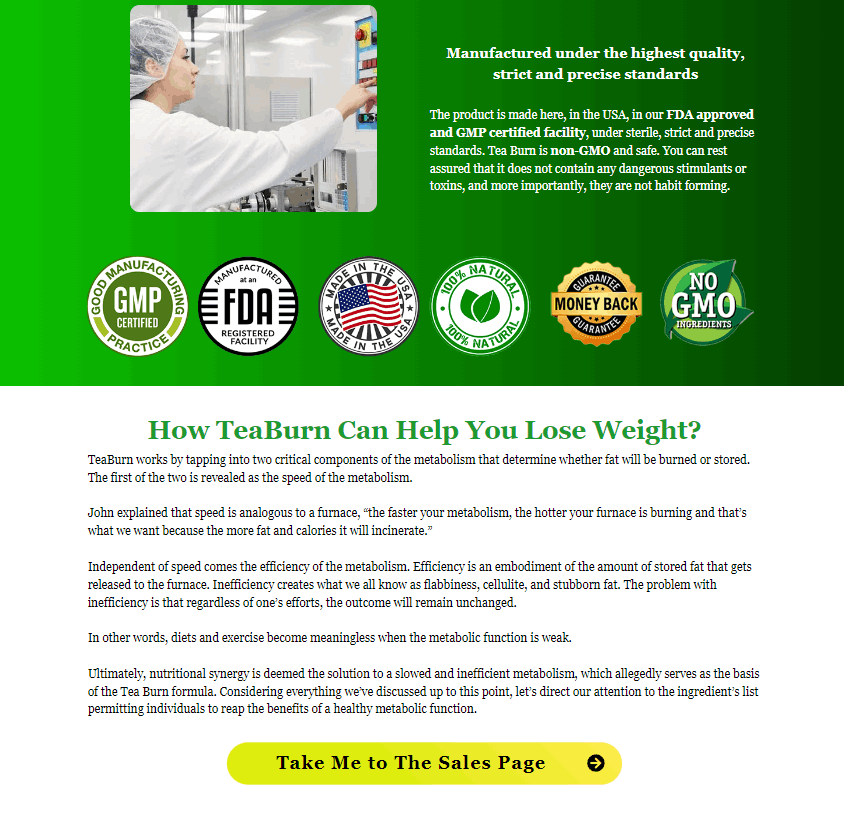 Manufactured under the highest quality,
strict and precise standards
The product is made here, in the USA, in our FDA approved
and GMP certified facility, under sterile, strict and precise
standards. Tea Burn is non-GMO and safe. You can rest
assured that it does not contain any dangerous stimulants or
toxins, and more importantly, they are not habit forming.
GOOD MANUFACTURING
GMP
CERTIFIED
PRACTICE
MANUFACTURED
at an
FDA
REGISTERED
FACILITY
MADE IN THE USA
MADE IN THE USA
100% NATURAL
100% NATURAL
GUARANTEE
MONEY BACK
GUARANTEE
NO
GMO
INGREDIENTS
How TeaBurn Can Help You Lose Weight?
TeaBurn works by tapping into two critical components of the metabolism that determine whether fat will be burned or stored.
The first of the two is revealed as the speed of the metabolism.
John explained that speed is analogous to a furnace, “the faster your metabolism, the hotter your furnace is burning and that’s
what we want because the more fat and calories it will incinerate.”
Independent of speed comes the efficiency of the metabolism. Efficiency is an embodiment of the amount of stored fat that gets
released to the furnace. Inefficiency creates what we all know as flabbiness, cellulite, and stubborn fat. The problem with
inefficiency is that regardless of one’s efforts, the outcome will remain unchanged.
In other words, diets and exercise become meaningless when the metabolic function is weak.
Ultimately, nutritional synergy is deemed the solution to a slowed and inefficient metabolism, which allegedly serves as the basis
of the Tea Burn formula. Considering everything we’ve discussed up to this point, let’s direct our attention to the ingredient’s list
permitting individuals to reap the benefits of a healthy metabolic function.
Take Me to The Sales Page